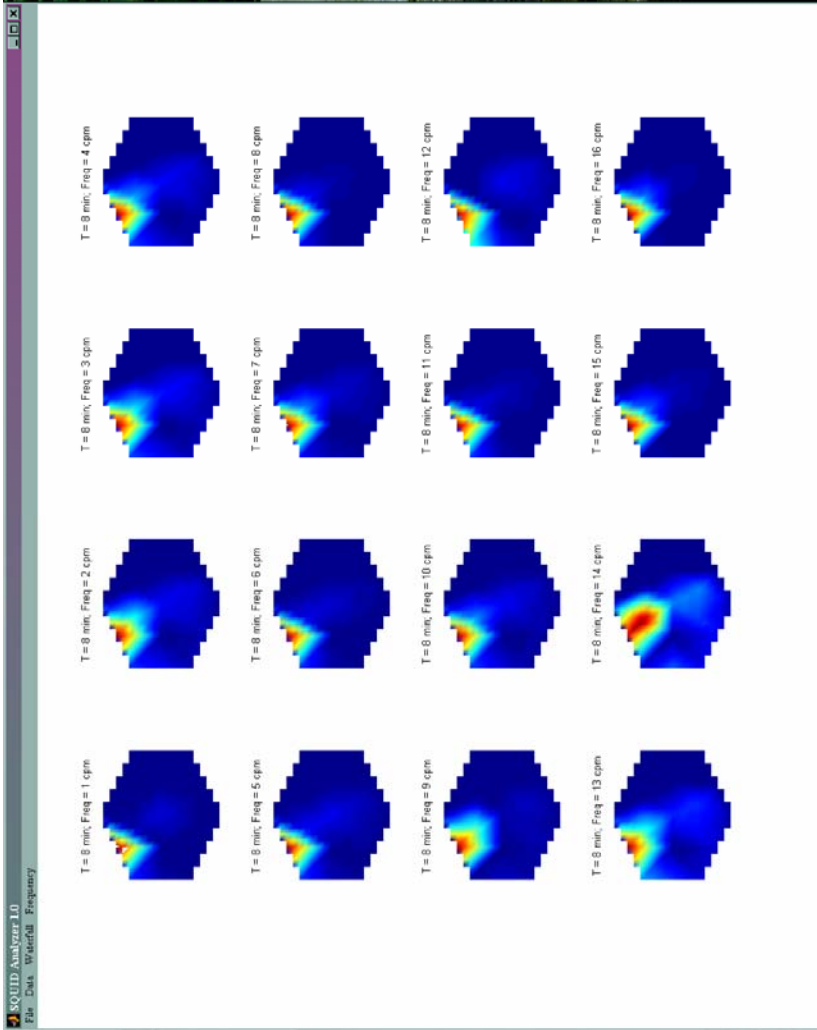 SQUID Analyzer 1.0
File Data Waterfall Frequency
T = 8 min; Freq = 1 cpm
T = 8 min; Freq = 2 cpm
T = 8 min; Freq = 3 cpm
T = 8 min; Freq = 4 cpm
T = 8 min; Freq = 5 cpm
T = 8 min; Freq = 6 cpm
T = 8 min; Freq = 7 cpm
T = 8 min; Freq = 8 cpm
T = 8 min; Freq = 9 cpm
T = 8 min; Freq = 10 cpm
T = 8 min; Freq = 11 cpm
T = 8 min; Freq = 12 cpm
T = 8 min; Freq = 13 cpm
T = 8 min; Freq = 14 cpm
T = 8 min; Freq = 15 cpm
T = 8 min; Freq = 16 cpm